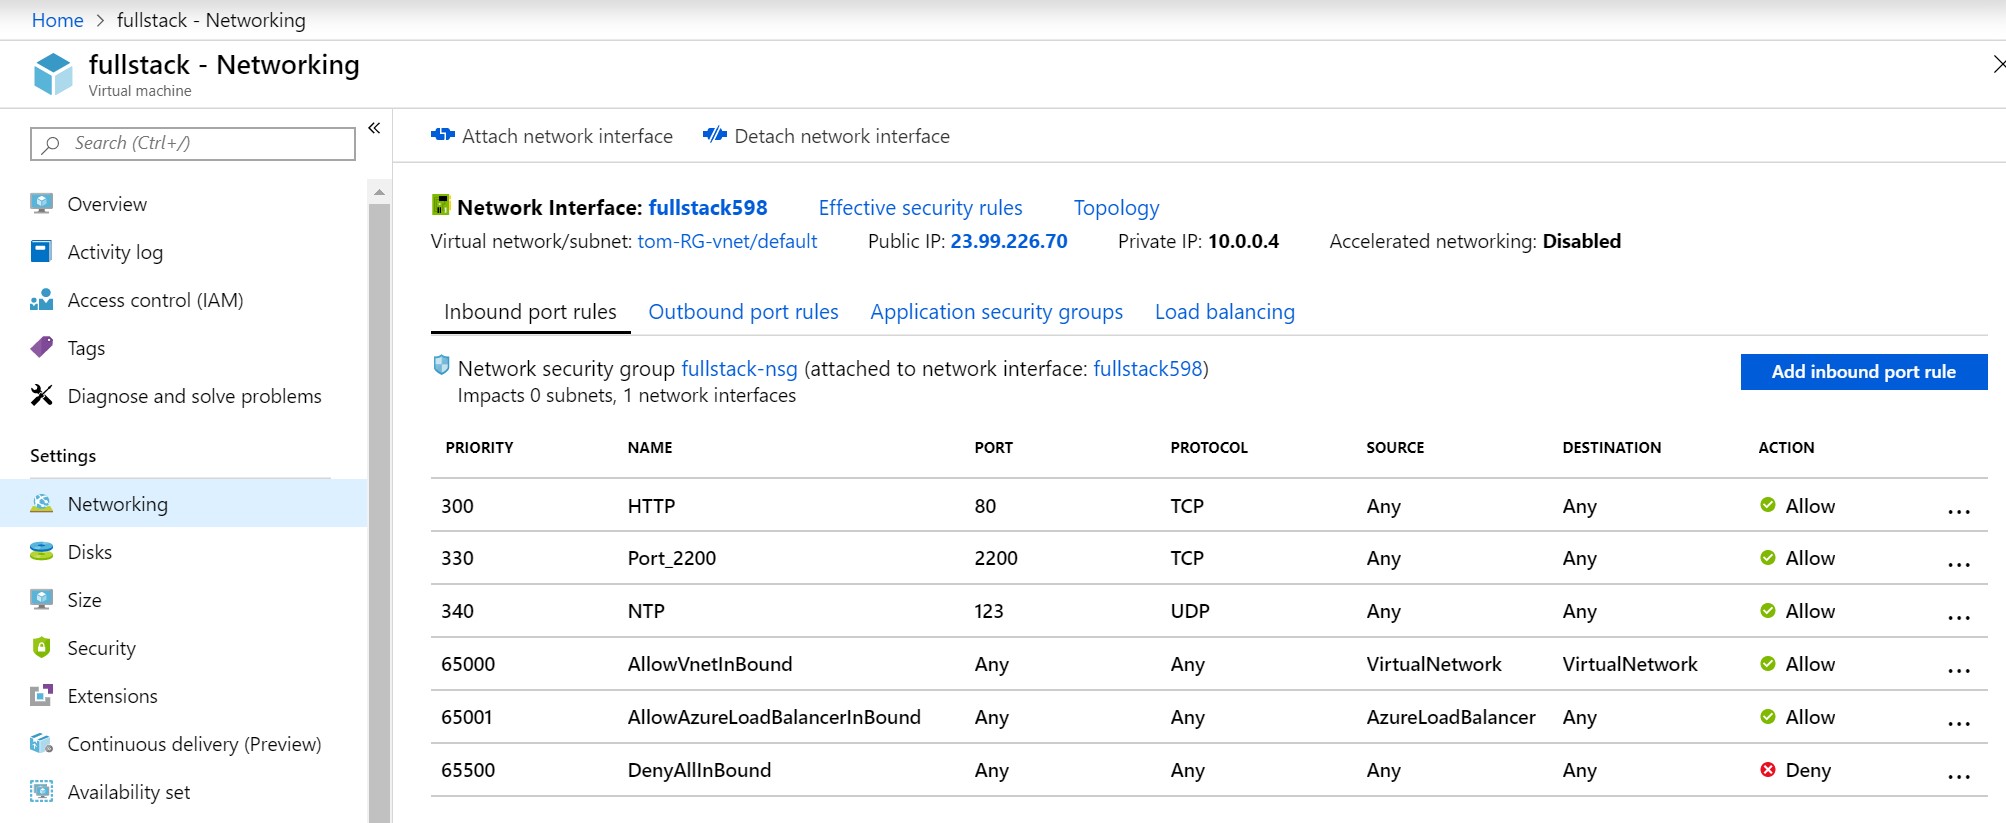 Home > fullstack - Networking
fullstack - Networking
Virtual machine
Search (Ctrl+/)
Overview
Activity log
Access control (IAM)
Tags
Diagnose and solve problems
Settings
Networking
Disks
Size
Security
Extensions
Continuous delivery (Preview)
Availability set
Attach network interface Detach network interface
Network Interface: fullstack598 Effective security rules Topology
Virtual network/subnet: tom-RG-vnet/default Public IP: 23.99.226.70 Private IP: 10.0.0.4 Accelerated networking: Disabled
Inbound port rules Outbound port rules Application security groups Load balancing
Network security group fullstack-nsg (attached to network interface: fullstack598)
Impacts 0 subnets, 1 network interfaces
Add inbound port rule
PRIORITY NAME PORT PROTOCOL SOURCE DESTINATION ACTION
300 HTTP 80 TCP Any Any Allow ...
330 Port_2200 2200 TCP Any Any Allow ...
340 NTP 123 UDP Any Any Allow ...
65000 AllowVnetInBound Any Any VirtualNetwork VirtualNetwork Allow ...
65001 AllowAzureLoadBalancerInBound Any Any AzureLoadBalancer Any Allow ...
65500 DenyAllInBound Any Any Any Any Deny ...